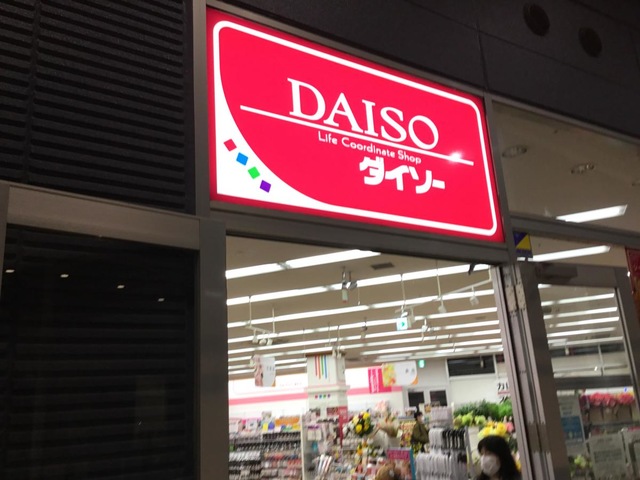 DAISO
Life Coordinate Shop
ダイソー